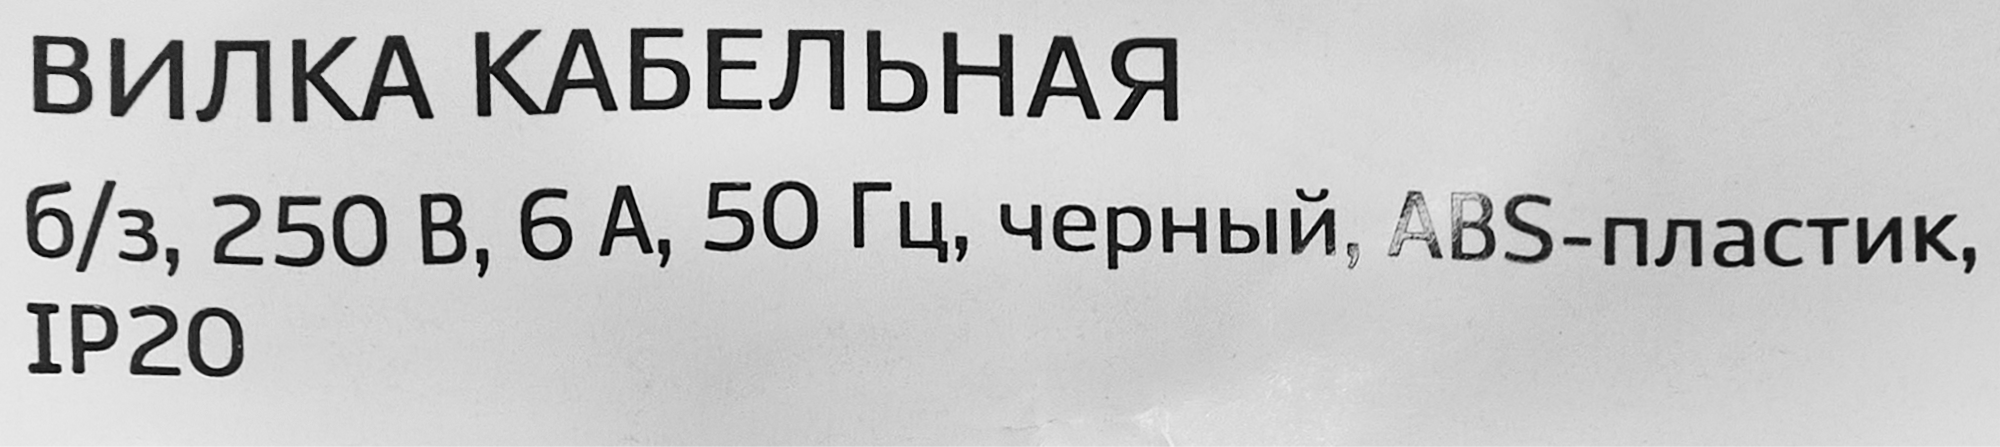 ВИЛКА КАБЕЛЬНАЯ
б/з, 250 В, 6 А, 50 Гц, черный, ABS-пластик,
IP20